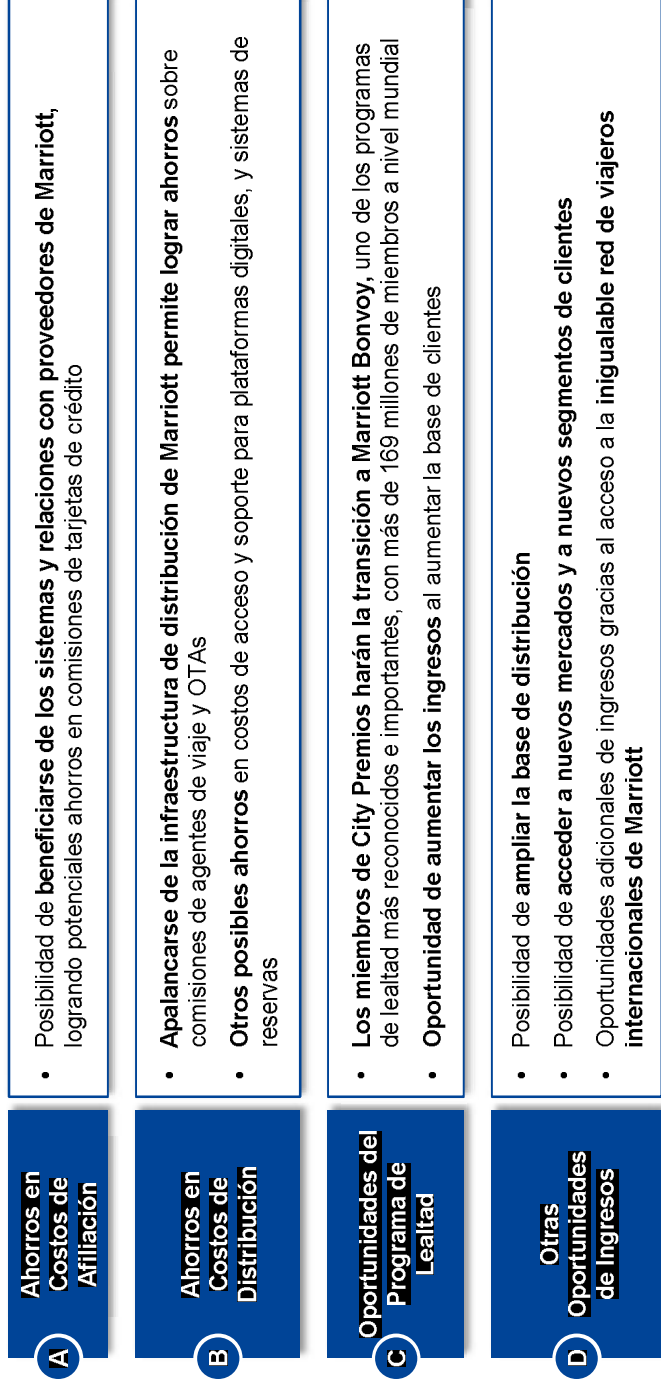 A
Ahorros en
Costos de
Afiliación
• Posibilidad de beneficiarse de los sistemas y relaciones con proveedores de Marriott,
logrando potenciales ahorros en comisiones de tarjetas de crédito
B
Ahorros en
Costos de
Distribución
• Apalancarse de la infraestructura de distribución de Marriott permite lograr ahorros sobre
comisiones de agentes de viaje y OTAs
• Otros posibles ahorros en costos de acceso y soporte para plataformas digitales, y sistemas de
reservas
C
Oportunidades del
Programa de
Lealtad
• Los miembros de City Premios harán la transición a Marriott Bonvoy, uno de los programas
de lealtad más reconocidos e importantes, con más de 169 millones de miembros a nivel mundial
• Oportunidad de aumentar los ingresos al aumentar la base de clientes
D
Otras
Oportunidades
de Ingresos
• Posibilidad de ampliar la base de distribución
• Posibilidad de acceder a nuevos mercados y a nuevos segmentos de clientes
• Oportunidades adicionales de ingresos gracias al acceso a la inigualable red de viajeros
internacionales de Marriott